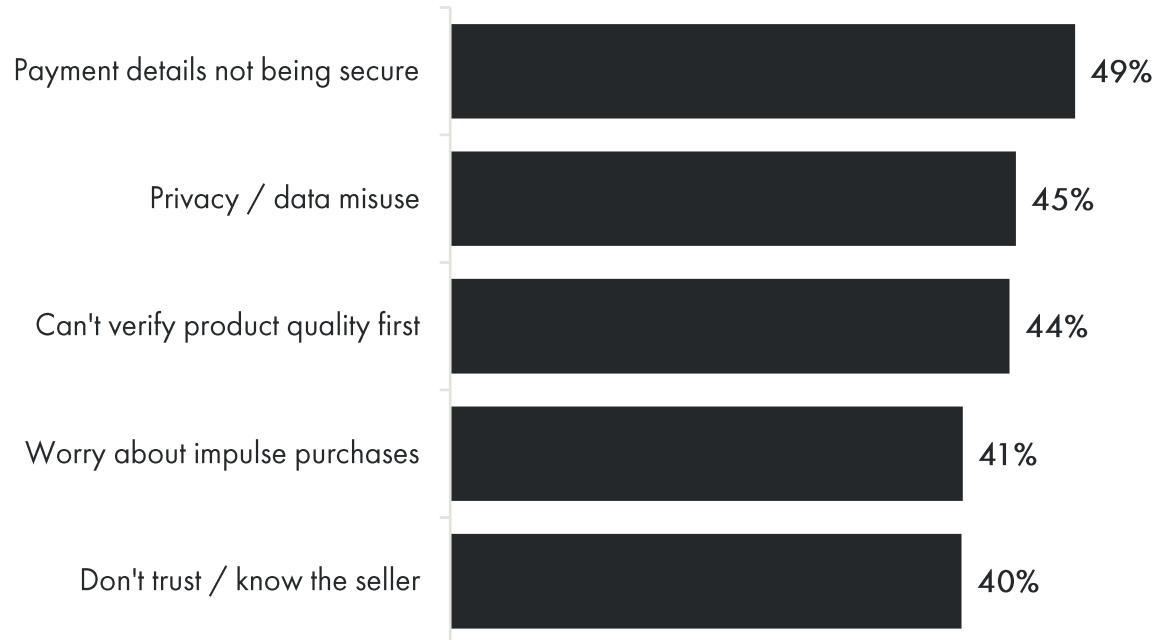 Payment details not being secure 49%
Privacy / data misuse 45%
Can't verify product quality first 44%
Worry about impulse purchases 41%
Don't trust / know the seller 40%